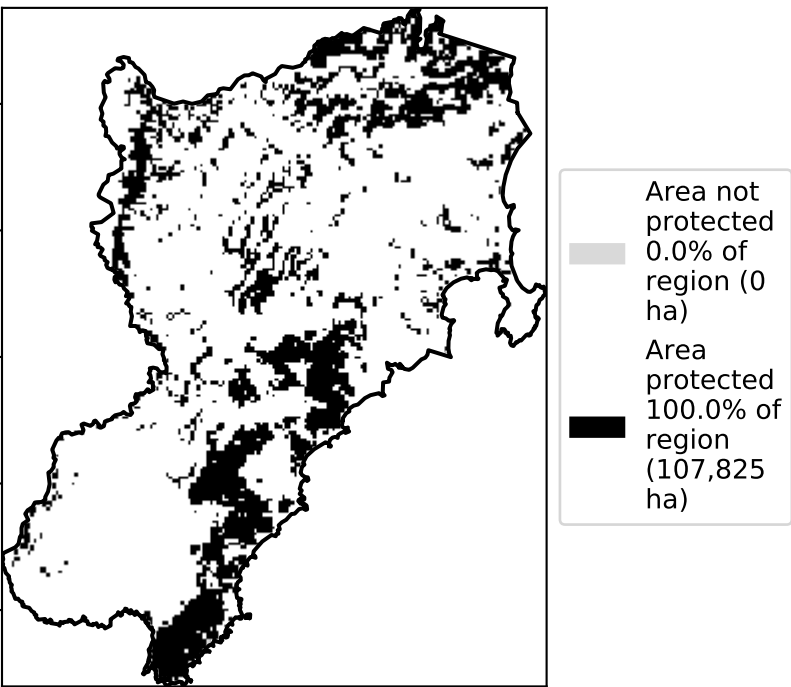 Area not
protected
0.0% of
region (0
ha)
Area
protected
100.0% of
region
(107,825
ha)